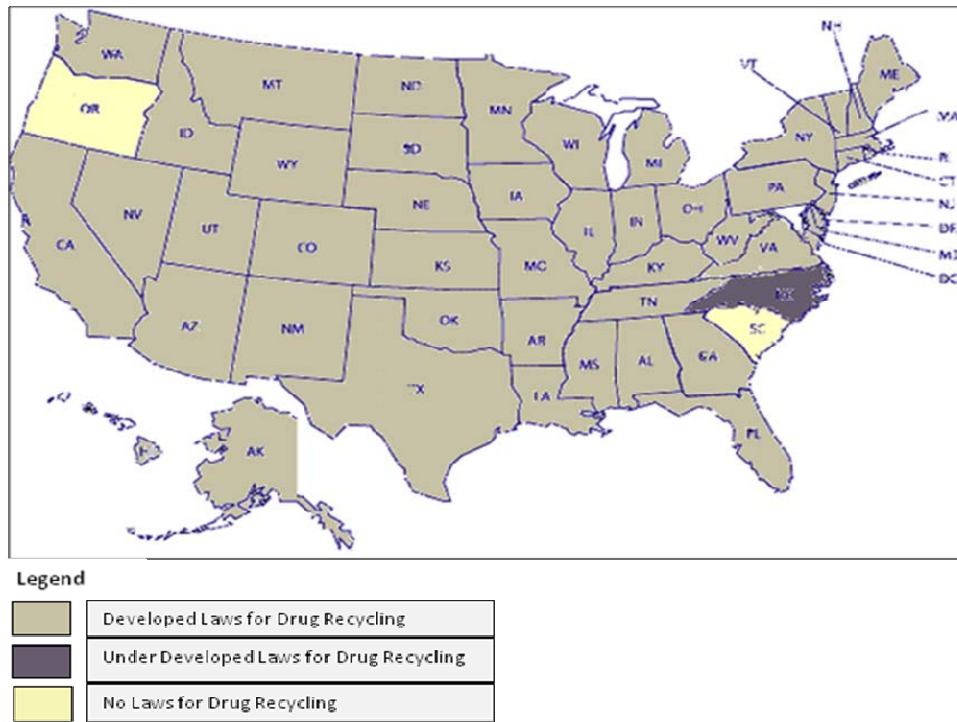 NH
VT
WA
ME
MT
ND
MN
OR
MA
ID
SD
WI
NY
WY
MI
RI
CT
IA
PA
NE
NJ
NV
OH
IL
IN
DE
UT
CA
CO
WV
VA
KS
MO
KY
DC
TN
AZ
NM
OK
AR
SC
MS
AL
GA
TX
LA
FL
AK
Legend
Developed Laws for Drug Recycling
Under Developed Laws for Drug Recycling
No Laws for Drug Recycling